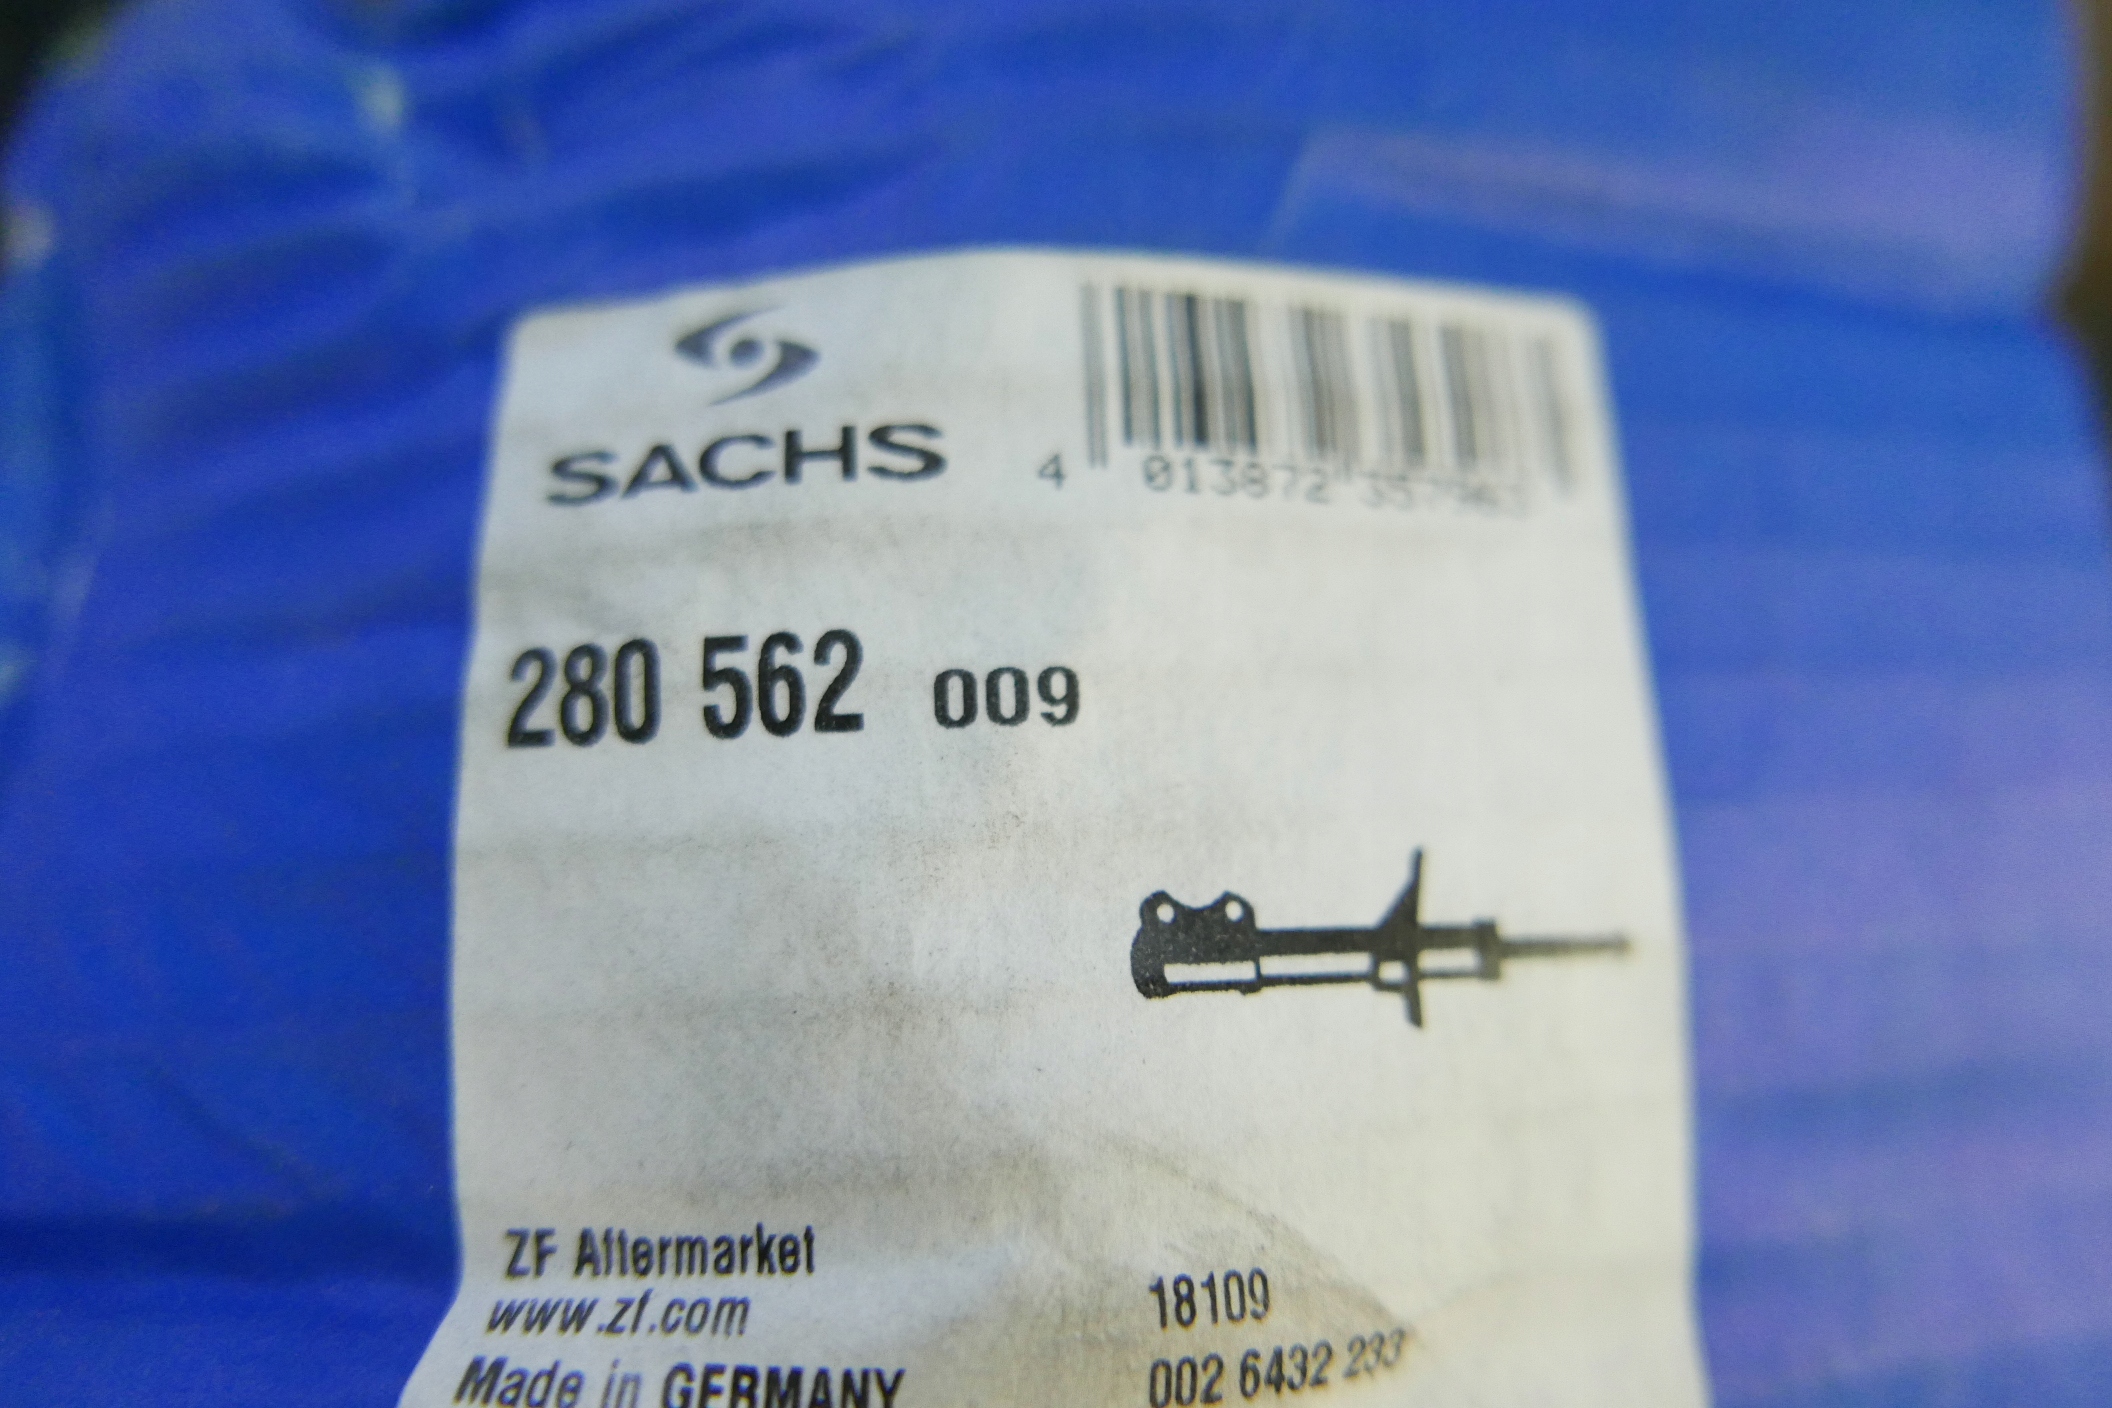 SACHS
4 013872
280 562 009
ZF Aftermarket
www.zf.com
18109
Made in GERMANY
002 6432 233